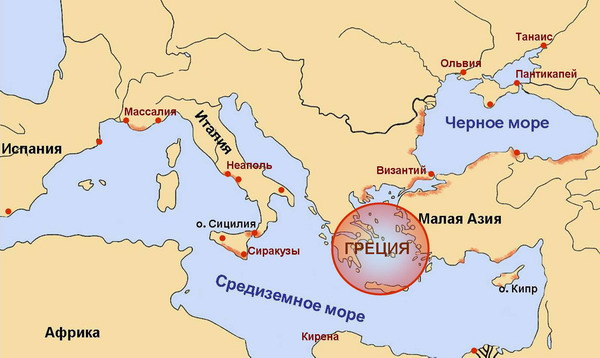 Танаис
Ольвия
Пантикапей
Массалия
Черное море
Италия
Испания
Неаполь
Византий
Малая Азия
о. Сицилия
ГРЕЦИЯ
Сиракузы
о. Кипр
Средиземное море
Африка
Кирена